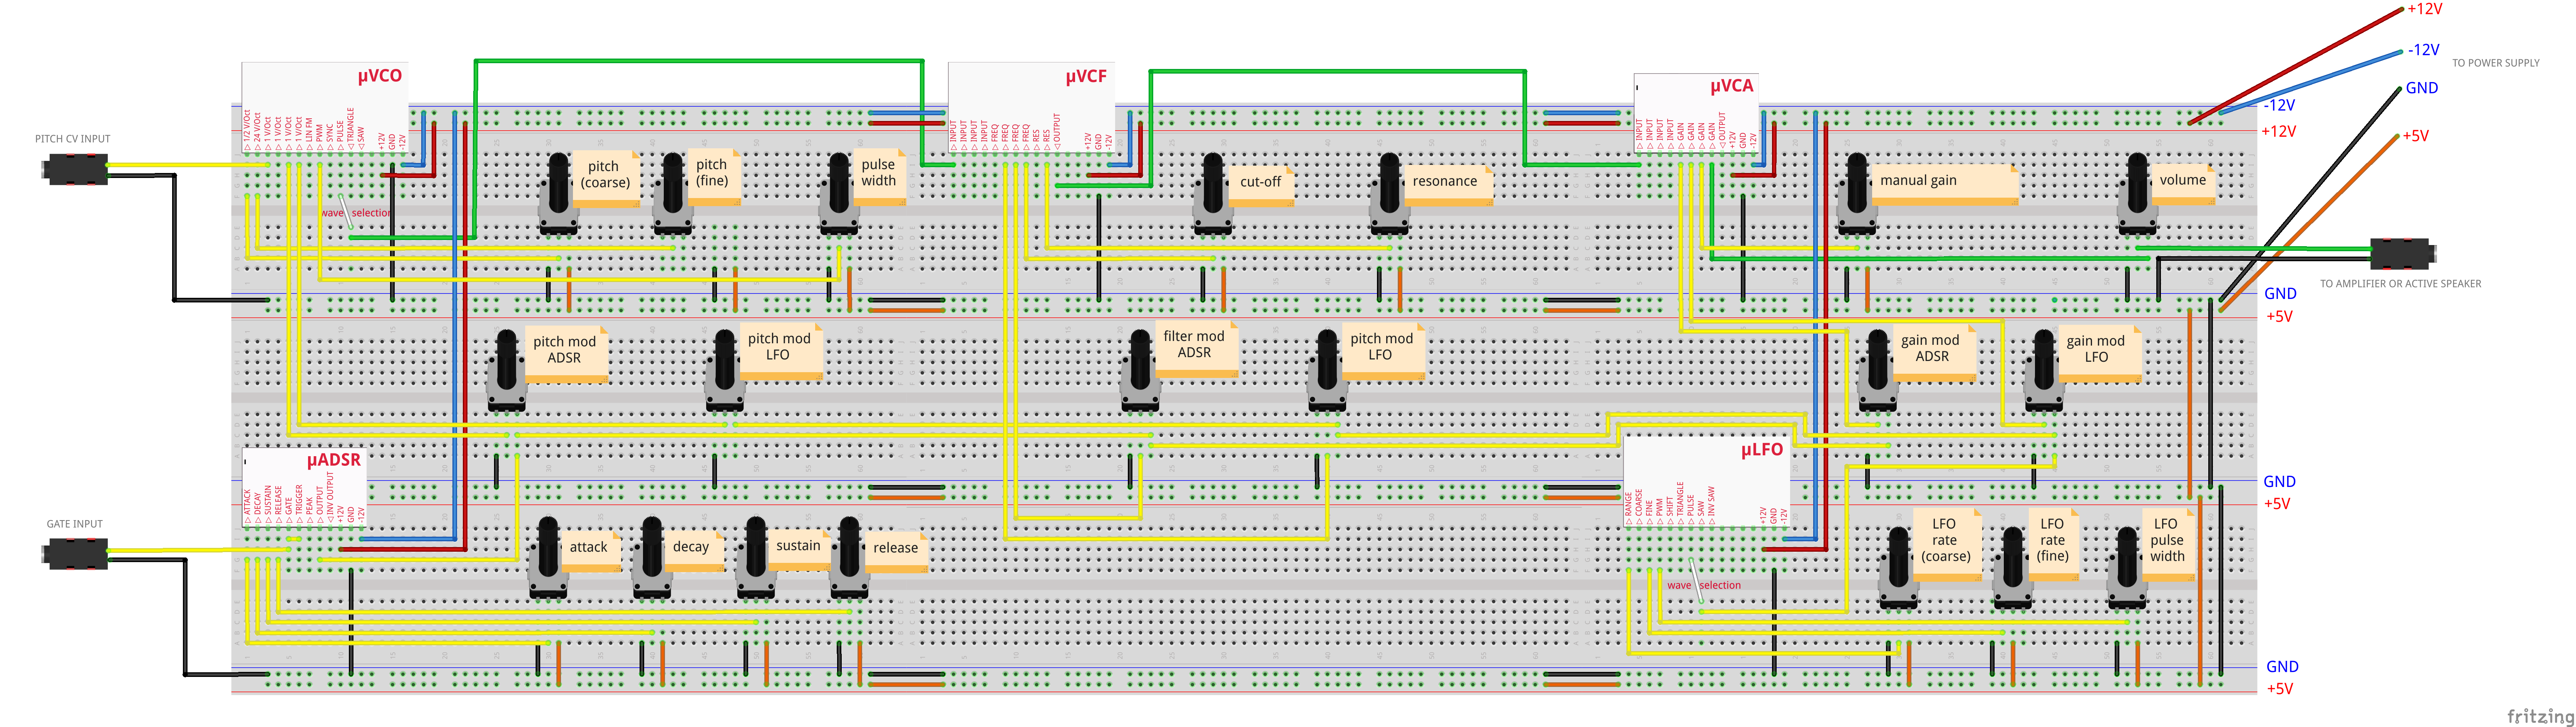 +12V
-12V
TO POWER SUPPLY
GND
+5V
µVCO
µVCF
µVCA
-12V
+12V
PITCH CV INPUT
▷ 1/2 V/Oct
▷ 24 V/Oct
▷ 1 V/Oct
▷ 1 V/Oct
▷ 1 V/Oct
▷ 1 V/Oct
▷ LIN FM
▷ PWM
▷ SYNC
▷ PULSE
◁ TRIANGLE
◁ SAW
+12V
GND
-12V
▷ INPUT
▷ INPUT
▷ INPUT
▷ INPUT
▷ FREQ
▷ FREQ
▷ FREQ
▷ FREQ
▷ RES
▷ RES
◁ OUTPUT
+12V
GND
-12V
▷ INPUT
▷ INPUT
▷ INPUT
▷ INPUT
▷ GAIN
▷ GAIN
▷ GAIN
▷ GAIN
◁ OUTPUT
+12V
GND
-12V
pitch
(coarse)
pitch
(fine)
pulse
width
cut-off
resonance
manual gain
volume
wave selection
TO AMPLIFIER OR ACTIVE SPEAKER
GND
+5V
pitch mod
ADSR
pitch mod
LFO
filter mod
ADSR
pitch mod
LFO
gain mod
ADSR
gain mod
LFO
µADSR
µLFO
GND
+5V
GATE INPUT
▷ ATTACK
▷ DECAY
▷ SUSTAIN
▷ RELEASE
▷ GATE
▷ TRIGGER
▷ PEAK
▷ OUTPUT
◁ INV OUTPUT
+12V
GND
-12V
▷ RANGE
▷ COARSE
▷ FINE
▷ PWM
▷ SHIFT
▷ TRIANGLE
▷ PULSE
▷ SAW
▷ INV SAW
+12V
GND
-12V
attack
decay
sustain
release
LFO
rate
(coarse)
LFO
rate
(fine)
LFO
pulse
width
wave selection
GND
+5V
fritzing